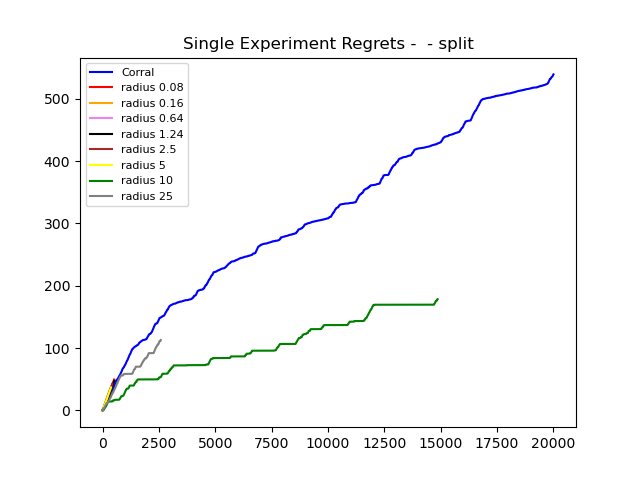 Single Experiment Regrets -  - split
Corral
radius 0.08
radius 0.16
radius 0.64
radius 1.24
radius 2.5
radius 5
radius 10
radius 25
500
400
300
200
100
0
0 2500 5000 7500 10000 12500 15000 17500 20000